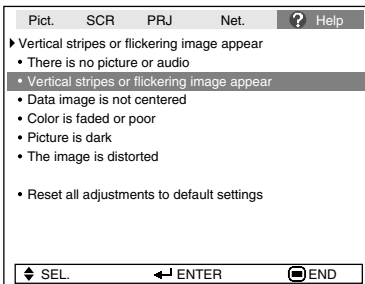 Pict. SCR PRJ Net. ? Help
Vertical stripes or flickering image appear
• There is no picture or audio
• Vertical stripes or flickering image appear
• Data image is not centered
• Color is faded or poor
• Picture is dark
• The image is distorted
• Reset all adjustments to default settings
SEL. ENTER END